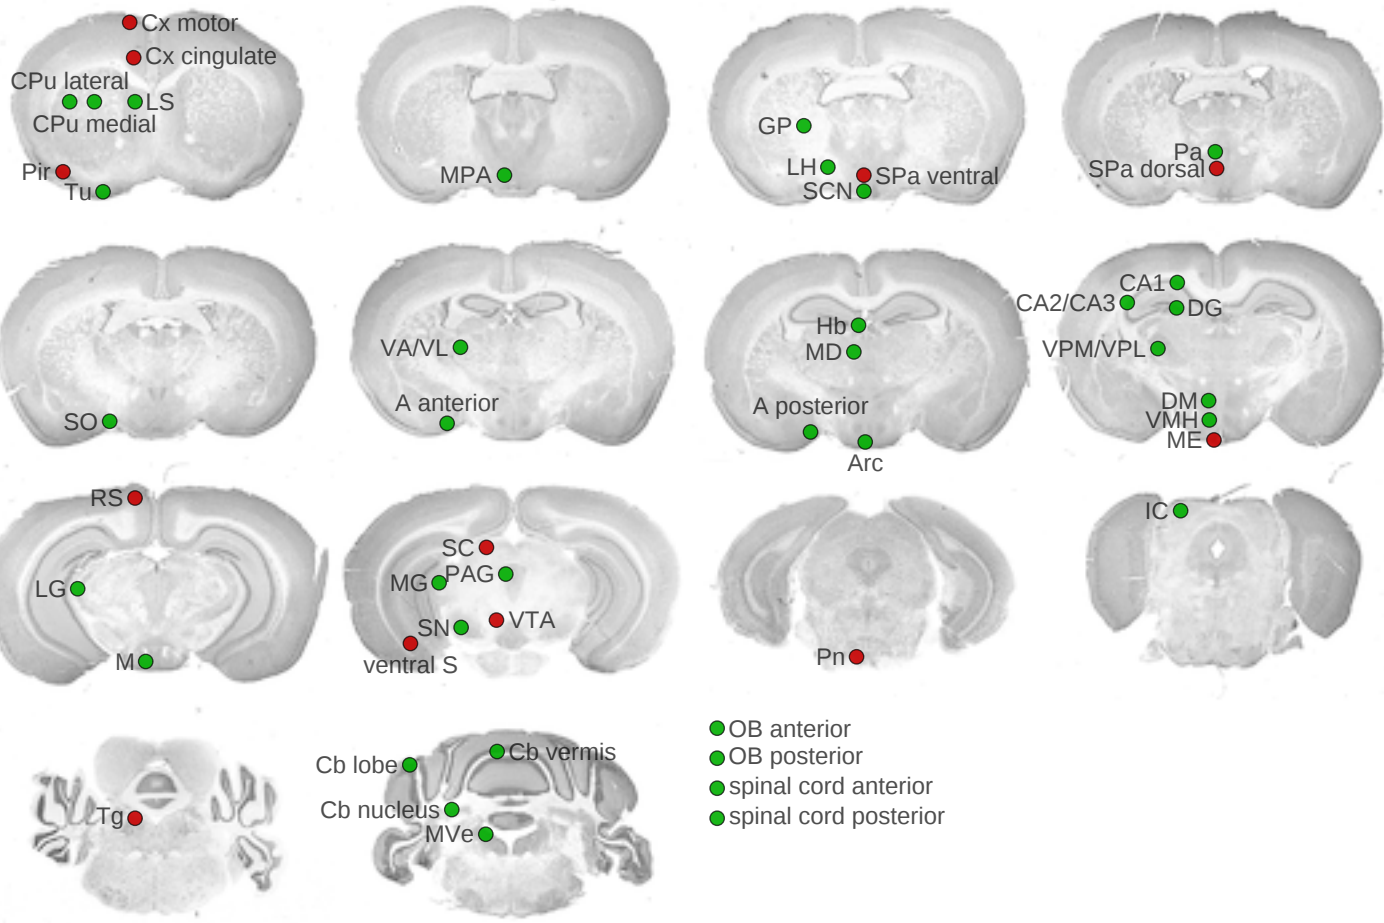 Cx motor
Cx cingulate
CPu lateral
LS
CPu medial
Pir
Tu
MPA
GP
LH
SPa ventral
SCN
Pa
SPa dorsal
SO
VA/VL
A anterior
Hb
MD
A posterior
Arc
CA1
CA2/CA3
DG
VPM/VPL
DM
VMH
ME
RS
LG
M
SC
MG
PAG
SN
VTA
ventral S
Pn
IC
Tg
Cb lobe
Cb vermis
Cb nucleus
MVe
OB anterior
OB posterior
spinal cord anterior
spinal cord posterior